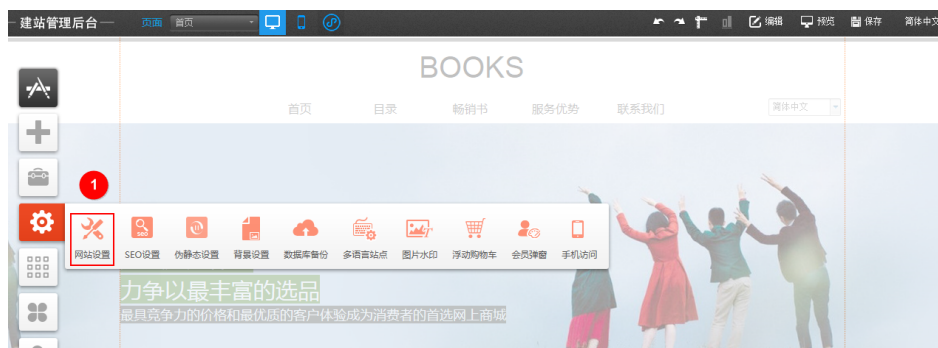 建站管理后台
页面 首页 编辑 预览 保存 简体中文
BOOKS
首页 目录 畅销书 服务优势 联系我们 简体中文
1
网站设置 SEO设置 伪静态设置 背景设置 数据库备份 多语言站点 图片水印 浮动购物车 会员弹窗 手机访问
力争以最丰富的选品
最具竞争力的价格和最优质的客户体验成为消费者的首选网上商城